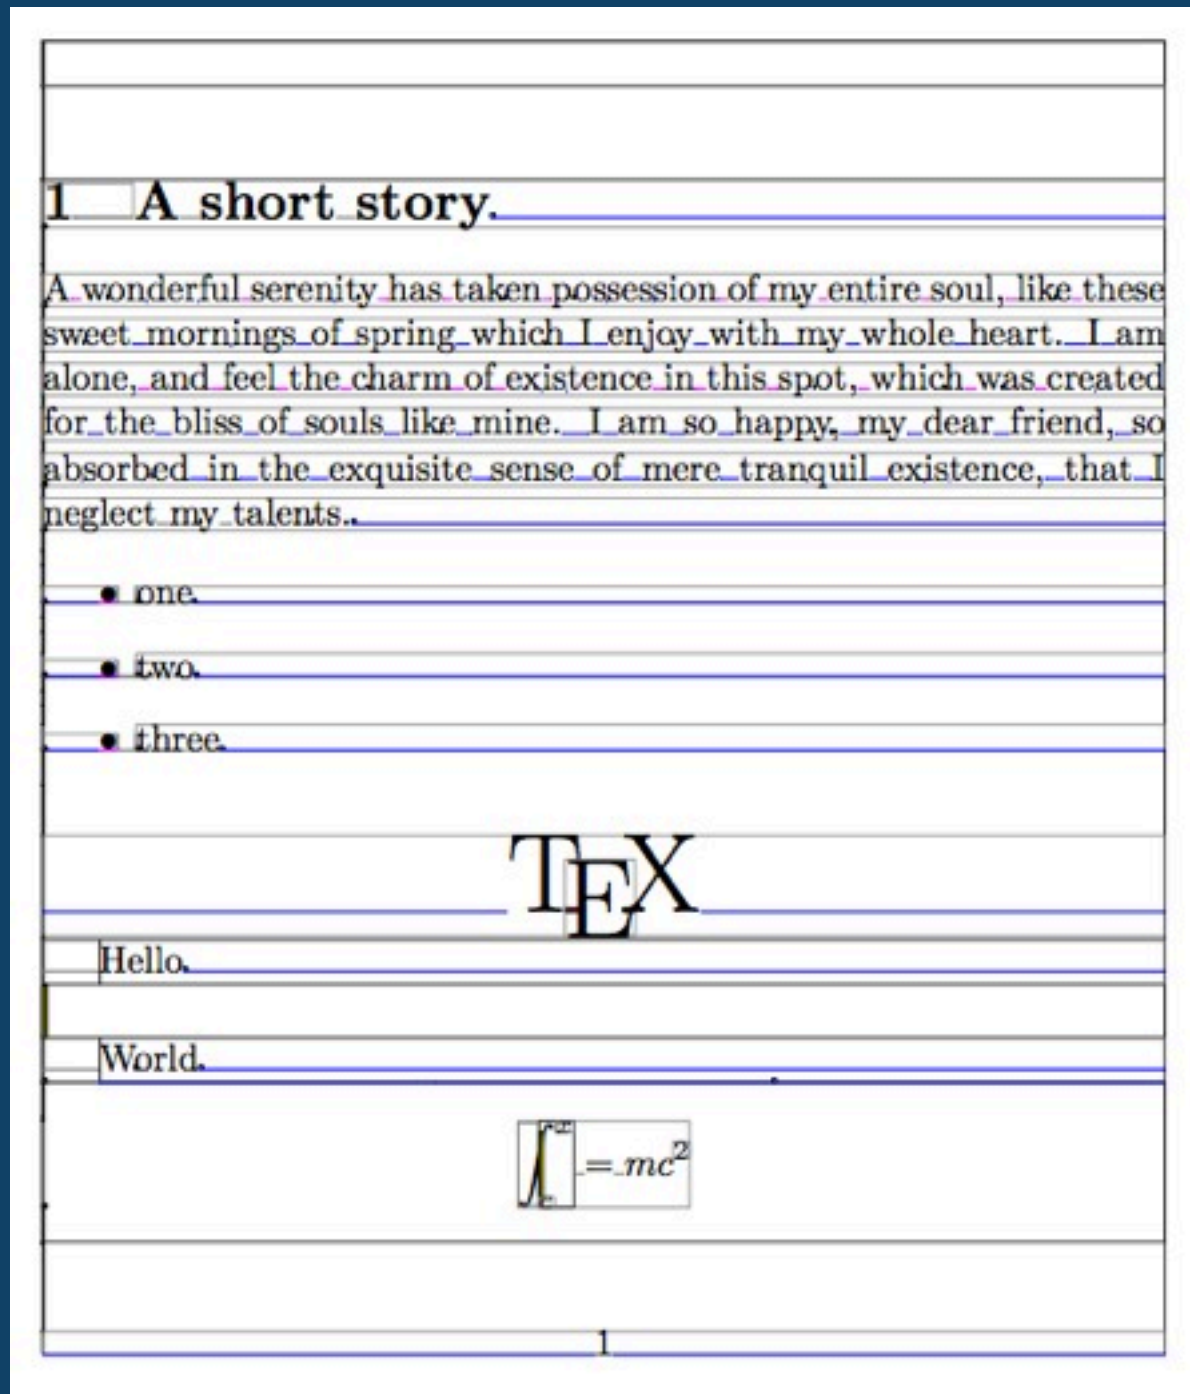 1 A short story.
A wonderful serenity has taken possession of my entire soul, like these
sweet mornings of spring which I enjoy with my whole heart. I am
alone, and feel the charm of existence in this spot, which was created
for the bliss of souls like mine. I am so happy, my dear friend, so
absorbed in the exquisite sense of mere tranquil existence, that I
neglect my talents.
• one
• two
• three
TEX
Hello
World
∫ = mc²
1